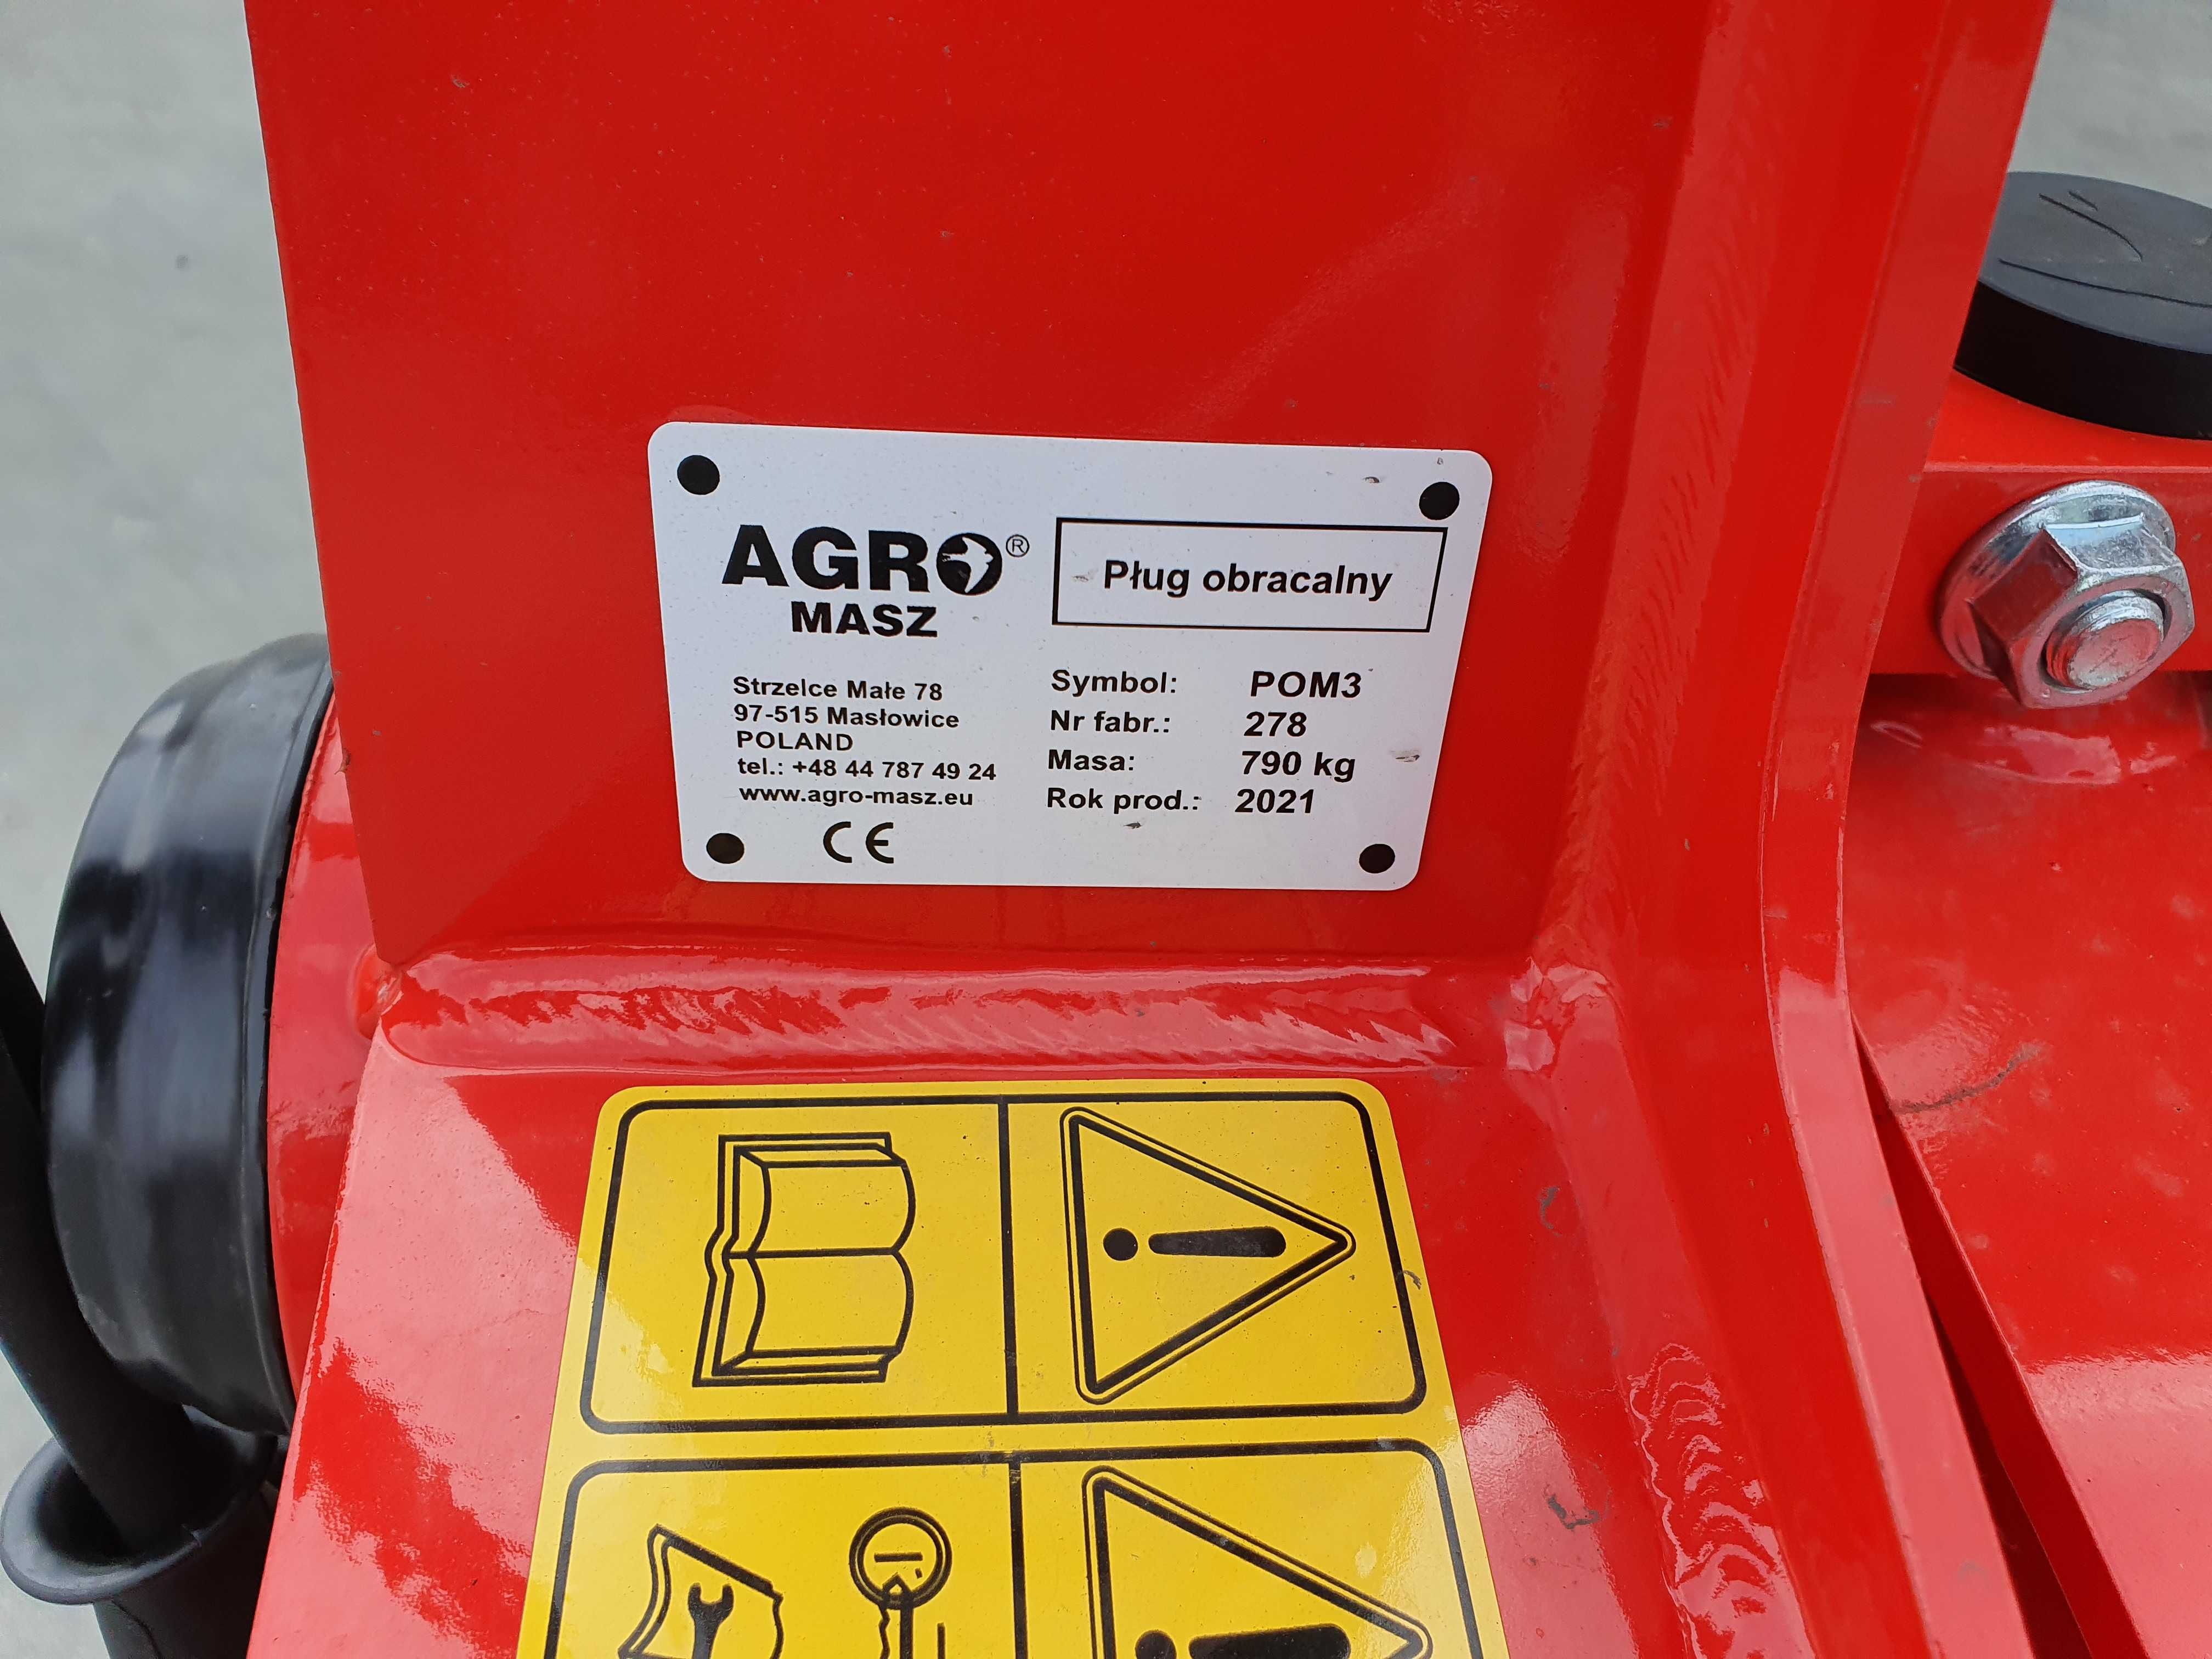 AGRO®
MASZ
Pług obracalny
Strzelce Małe 78
97-515 Masłowice
POLAND
tel.: +48 44 787 49 24
www.agro-masz.eu
CE
Symbol: POM3
Nr fabr.: 278
Masa: 790 kg
Rok prod.: 2021